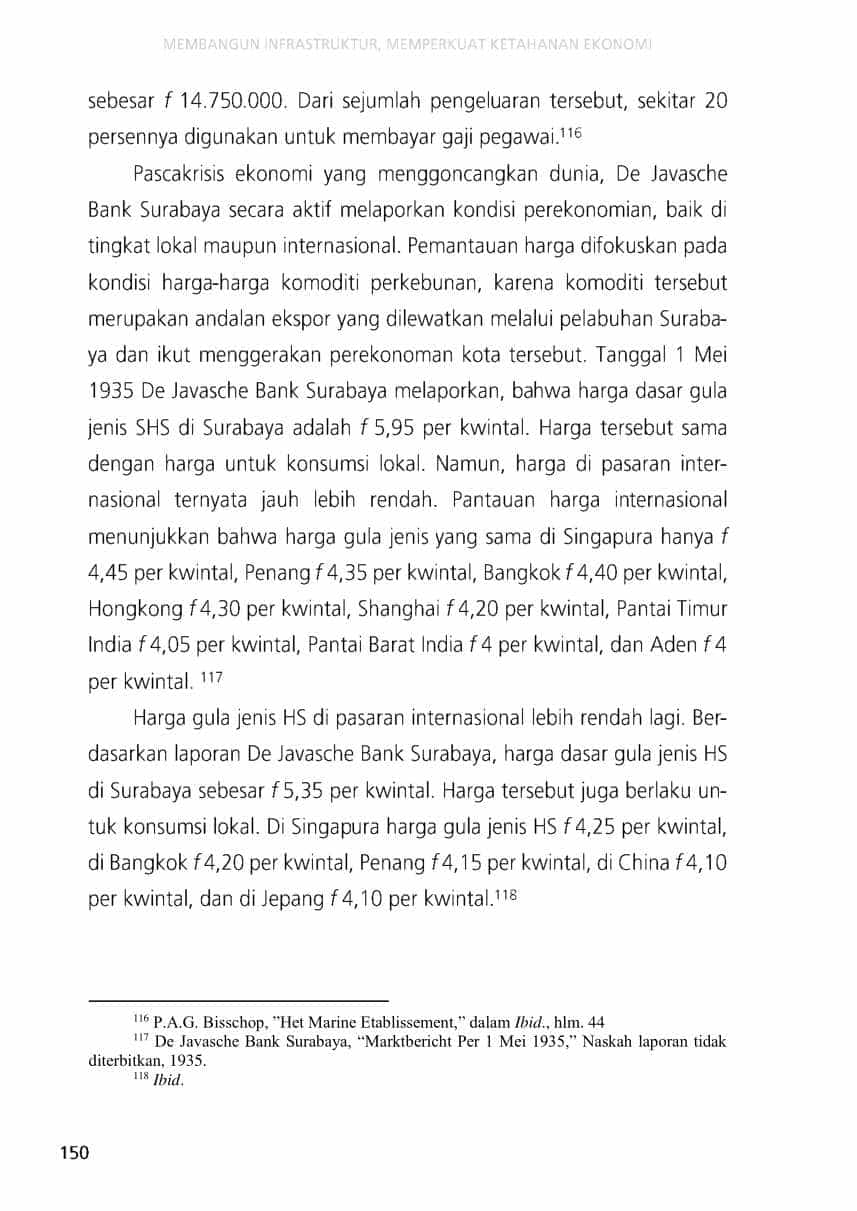 MEMBANGUN INFRASTRUKTUR, MEMPERKUAT KETAHANAN EKONOMI
sebesar f 14.750.000. Dari sejumlah pengeluaran tersebut, sekitar 20
persennya digunakan untuk membayar gaji pegawai.116
Pascakrisis ekonomi yang menggoncangkan dunia, De Javasche
Bank Surabaya secara aktif melaporkan kondisi perekonomian, baik di
tingkat lokal maupun internasional. Pemantauan harga difokuskan pada
kondisi harga-harga komoditi perkebunan, karena komoditi tersebut
merupakan andalan ekspor yang dilewatkan melalui pelabuhan Suraba-
ya dan ikut menggerakan perekonoman kota tersebut. Tanggal 1 Mei
1935 De Javasche Bank Surabaya melaporkan, bahwa harga dasar gula
jenis SHS di Surabaya adalah f 5,95 per kwintal. Harga tersebut sama
dengan harga untuk konsumsi lokal. Namun, harga di pasaran inter-
nasional ternyata jauh lebih rendah. Pantauan harga internasional
menunjukkan bahwa harga gula jenis yang sama di Singapura hanya f
4,45 per kwintal, Penang f 4,35 per kwintal, Bangkok f 4,40 per kwintal,
Hongkong f 4,30 per kwintal, Shanghai f 4,20 per kwintal, Pantai Timur
India f 4,05 per kwintal, Pantai Barat India f 4 per kwintal, dan Aden f 4
per kwintal. 117
Harga gula jenis HS di pasaran internasional lebih rendah lagi. Ber-
dasarkan laporan De Javasche Bank Surabaya, harga dasar gula jenis HS
di Surabaya sebesar f 5,35 per kwintal. Harga tersebut juga berlaku un-
tuk konsumsi lokal. Di Singapura harga gula jenis HS f 4,25 per kwintal,
di Bangkok f 4,20 per kwintal, Penang f 4,15 per kwintal, di China f 4,10
per kwintal, dan di Jepang f 4,10 per kwintal.118
116 P.A.G. Bisschop, ”Het Marine Etablissement,” dalam Ibid., hlm. 44
117 De Javasche Bank Surabaya, “Marktbericht Per 1 Mei 1935,” Naskah laporan tidak
diterbitkan, 1935.
118 Ibid.
150